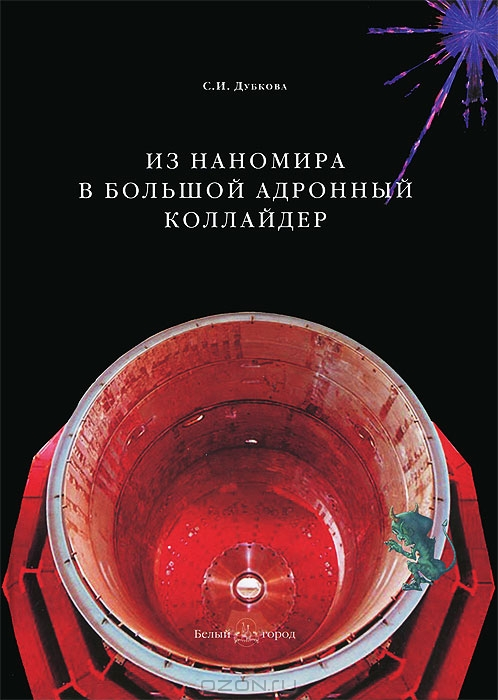 С.И. Дубкова
ИЗ НАНОМИРА
В БОЛЬШОЙ АДРОННЫЙ
КОЛЛАЙДЕР
Белый город
OZON.RU